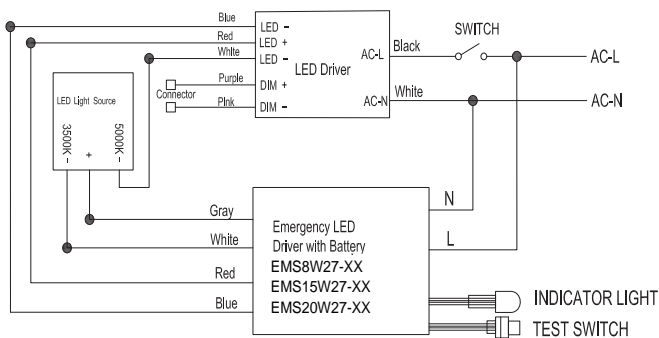 Blue
LED −
Red
LED +
White
LED −
LED Driver
Purple
DIM +
Connector
Pink
DIM −
AC-L
Black
SWITCH
AC-L
AC-N
White
AC-N
LED Light Source
3500K -
+
5000K -
Gray
White
Red
Blue
Emergency LED
Driver with Battery
EMS8W27-XX
EMS15W27-XX
EMS20W27-XX
N
L
INDICATOR LIGHT
TEST SWITCH